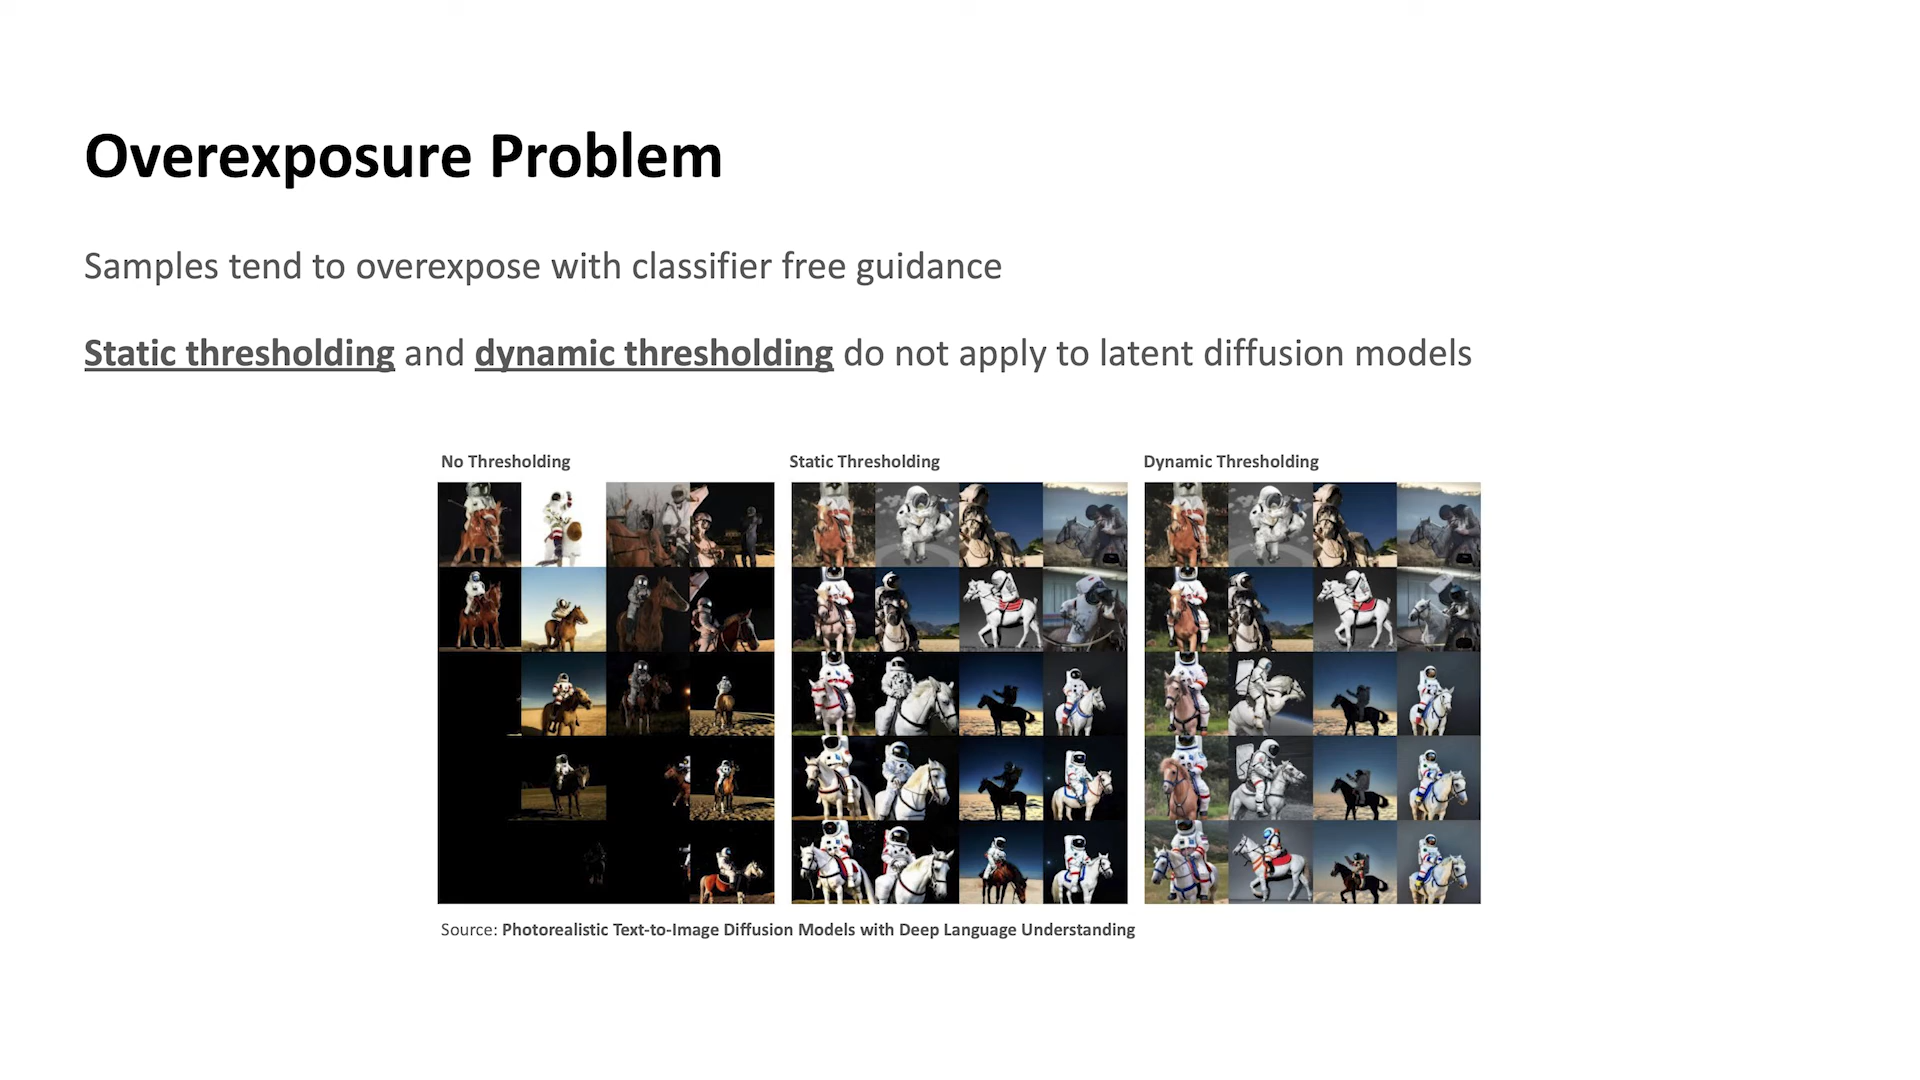 Overexposure Problem
Samples tend to overexpose with classifier free guidance
Static thresholding and dynamic thresholding do not apply to latent diffusion models
No Thresholding
Static Thresholding
Dynamic Thresholding
Source: Photorealistic Text-to-Image Diffusion Models with Deep Language Understanding